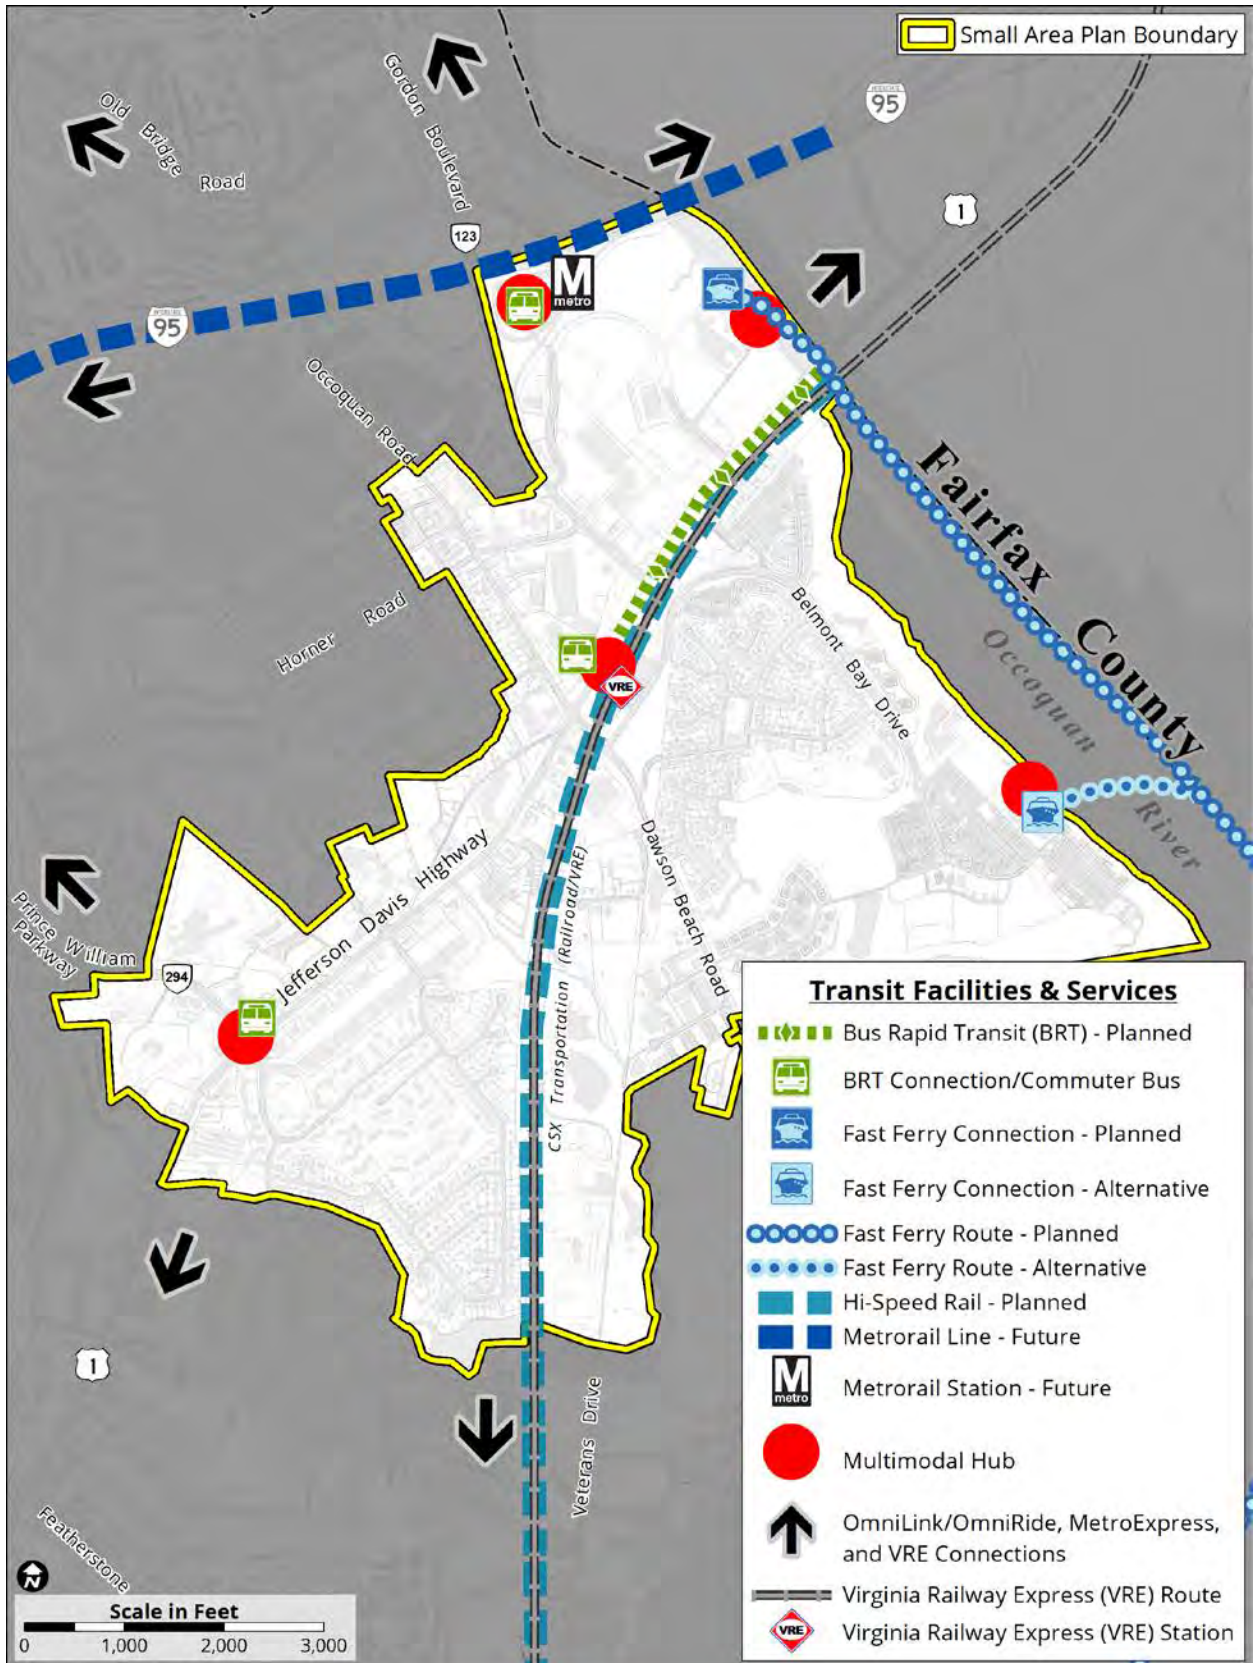 Small Area Plan Boundary
Old Bridge Road
Gordon Boulevard
INTERSTATE
95
1
123
M
metro
INTERSTATE
95
Occoquan Road
Horner Road
Fairfax County
Occoquan River
Belmont Bay Drive
VRE
Dawson Beach Road
Jefferson Davis Highway
CSX Transportation (Railroad/VRE)
Prince William
Parkway
294
1
Veterans Drive
Featherstone
N
Scale in Feet
0 1,000 2,000 3,000
Transit Facilities & Services
Bus Rapid Transit (BRT) - Planned
BRT Connection/Commuter Bus
Fast Ferry Connection - Planned
Fast Ferry Connection - Alternative
Fast Ferry Route - Planned
Fast Ferry Route - Alternative
Hi-Speed Rail - Planned
Metrorail Line - Future
M
metro
Metrorail Station - Future
Multimodal Hub
OmniLink/OmniRide, MetroExpress,
and VRE Connections
Virginia Railway Express (VRE) Route
VRE
Virginia Railway Express (VRE) Station